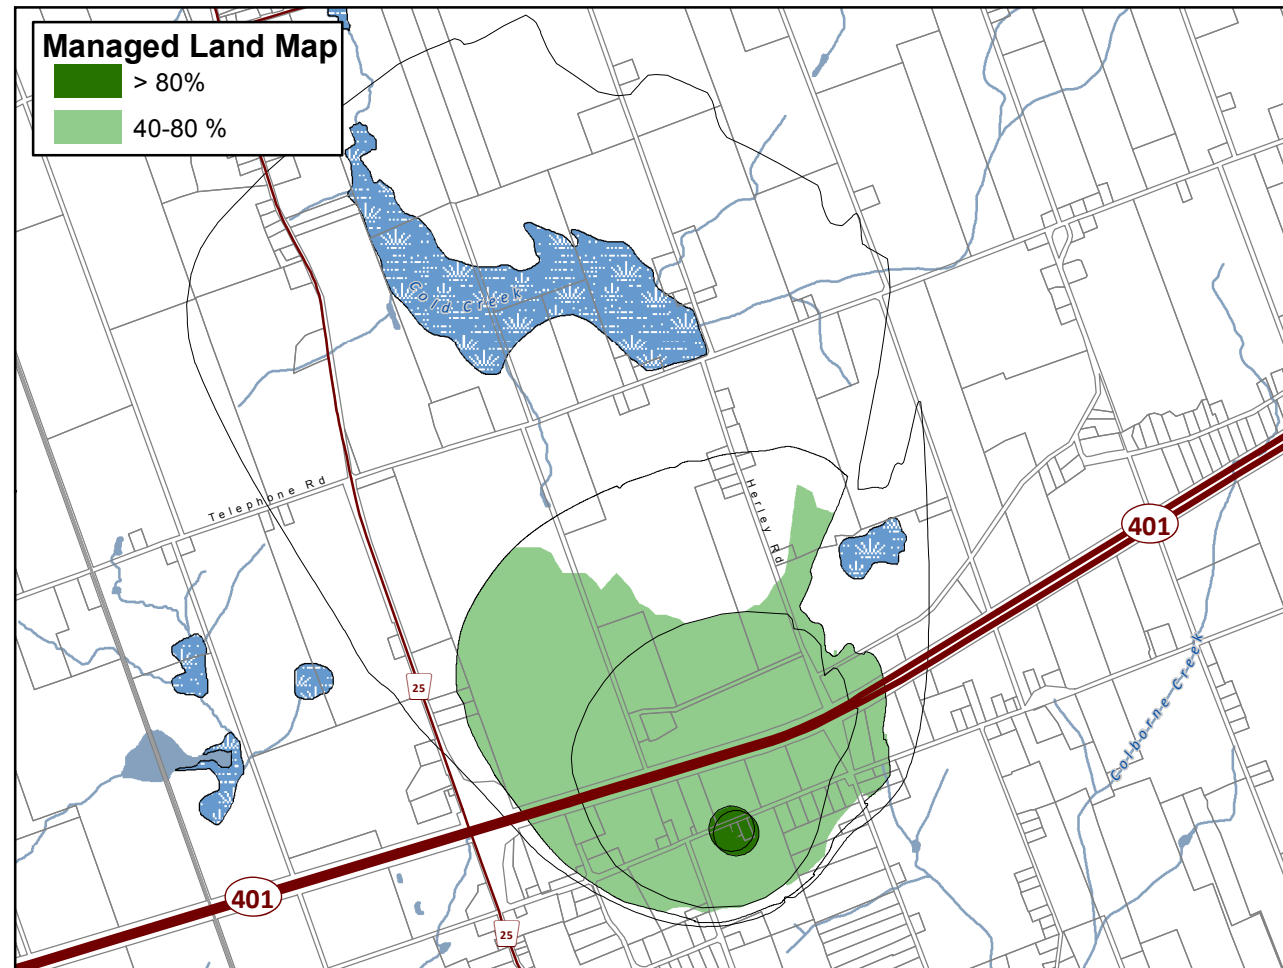 Managed Land Map
> 80%
40-80 %
Cold Creek
Telephone Rd
Herley Rd
401
25
Colborne Creek
401
25